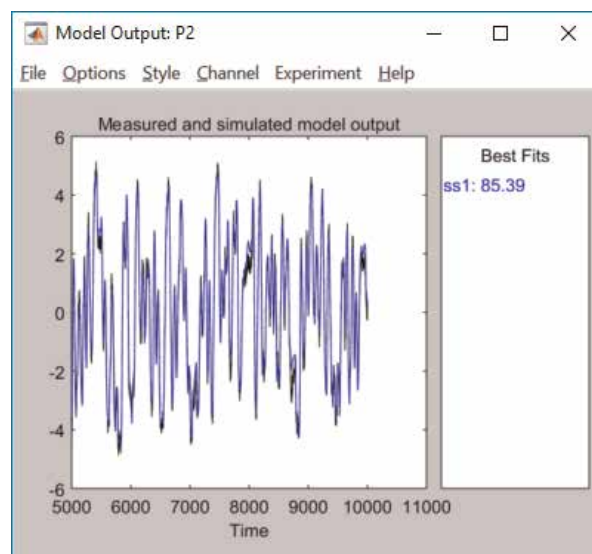 Model Output: P2
File Options Style Channel Experiment Help
Measured and simulated model output
6
4
2
0
-2
-4
-6
5000 6000 7000 8000 9000 10000 11000
Time
Best Fits
ss1: 85.39